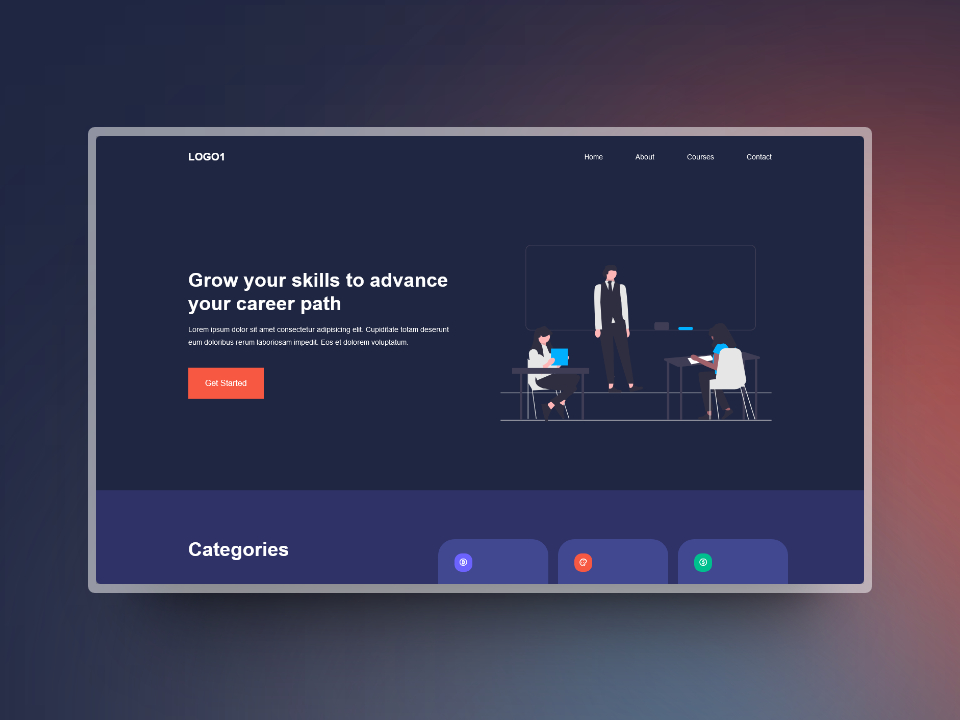 LOGO1
Home About Courses Contact
Grow your skills to advance
your career path
Lorem ipsum dolor sit amet consectetur adipisicing elit. Cupiditate totam deserunt
eum doloribus rerum laboriosam impedit. Eos et dolorem voluptatum.
Get Started
Categories